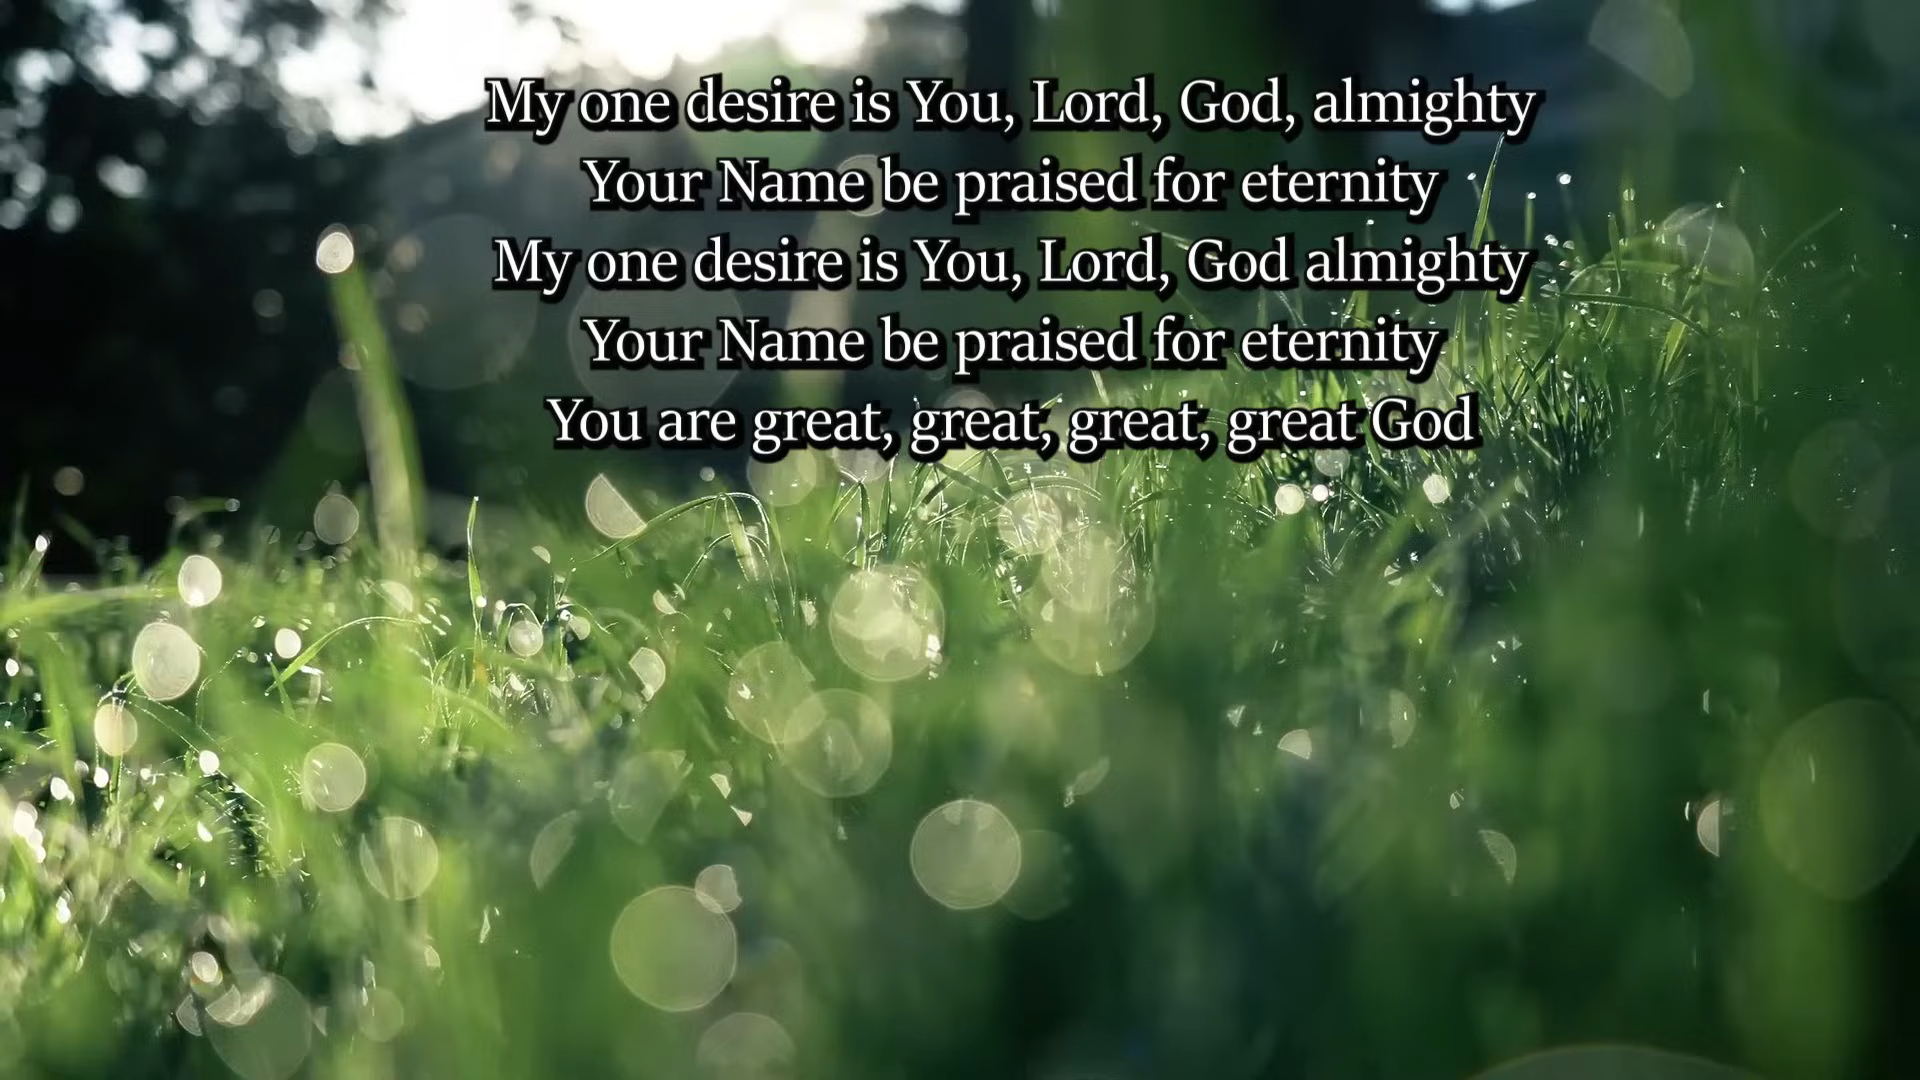 My one desire is You, Lord, God, almighty
Your Name be praised for eternity
My one desire is You, Lord, God almighty
Your Name be praised for eternity
You are great, great, great, great God